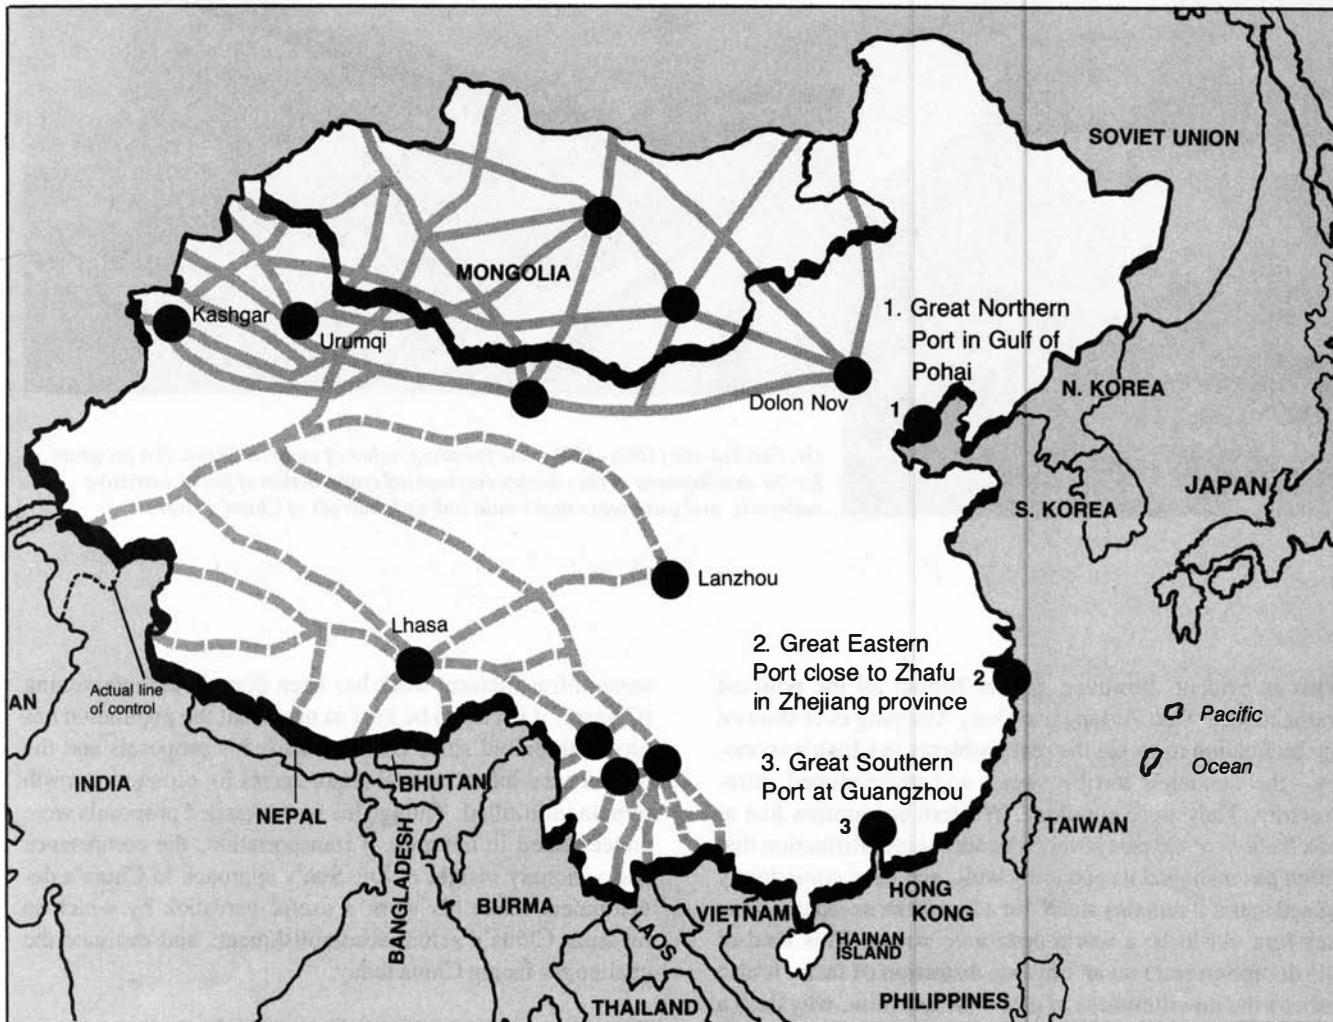 SOVIET UNION
MONGOLIA
Kashgar
Urumqi
1. Great Northern
Port in Gulf of
Pohai
Dolon Nov
1
N. KOREA
S. KOREA
JAPAN
Lanzhou
Lhasa
2. Great Eastern
Port close to Zhafu
in Zhejiang province
2
Pacific
Ocean
Actual line
of control
AN
INDIA
NEPAL
BHUTAN
BANGLADESH
BURMA
3. Great Southern
Port at Guangzhou
3
TAIWAN
HONG
KONG
VIETNAM
LAOS
HAINAN
ISLAND
THAILAND
PHILIPPINES